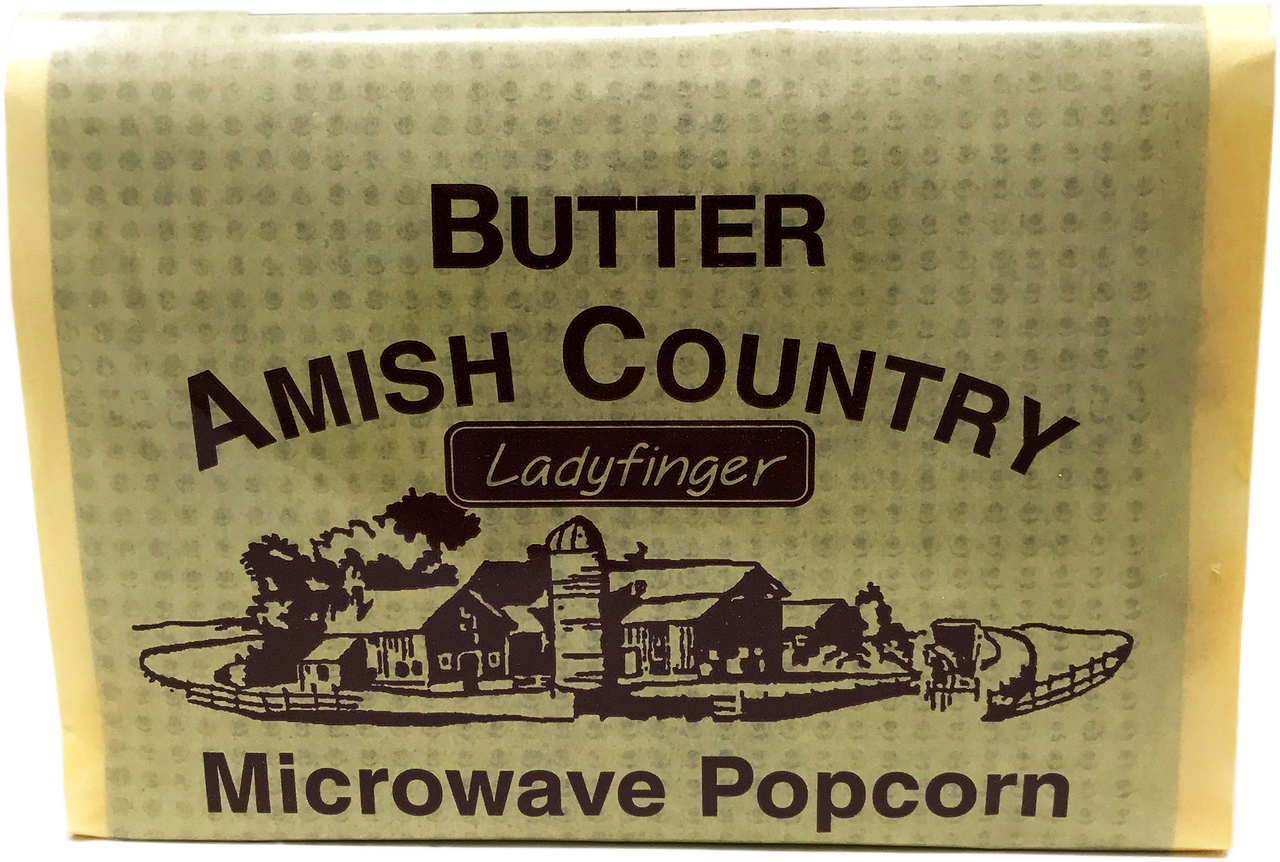 BUTTER
AMISH COUNTRY
Ladyfinger
Microwave Popcorn